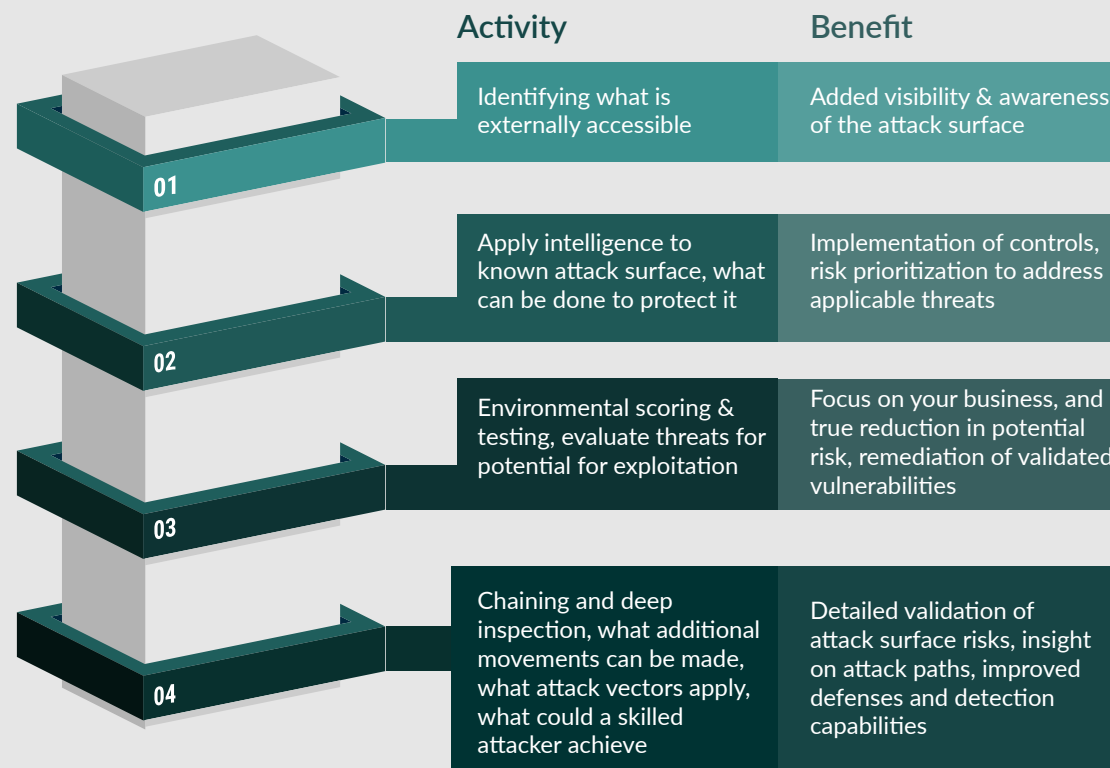 Activity
Benefit
01
Identifying what is
externally accessible
Added visibility & awareness
of the attack surface
02
Apply intelligence to
known attack surface, what
can be done to protect it
Implementation of controls,
risk prioritization to address
applicable threats
03
Environmental scoring &
testing, evaluate threats for
potential for exploitation
Focus on your business, and
true reduction in potential
risk, remediation of validated
vulnerabilities
04
Chaining and deep
inspection, what additional
movements can be made,
what attack vectors apply,
what could a skilled
attacker achieve
Detailed validation of
attack surface risks, insight
on attack paths, improved
defenses and detection
capabilities